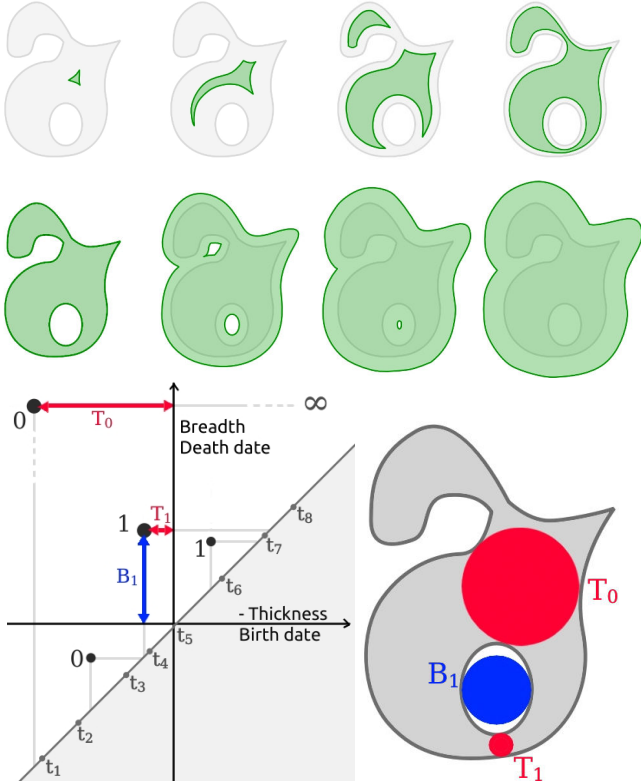 0
T₀
∞
Breadth
Death date
1
T₁
1
t₈
t₇
B₁
t₆
- Thickness
Birth date
t₅
0
t₄
t₃
t₂
t₁
T₀
B₁
T₁